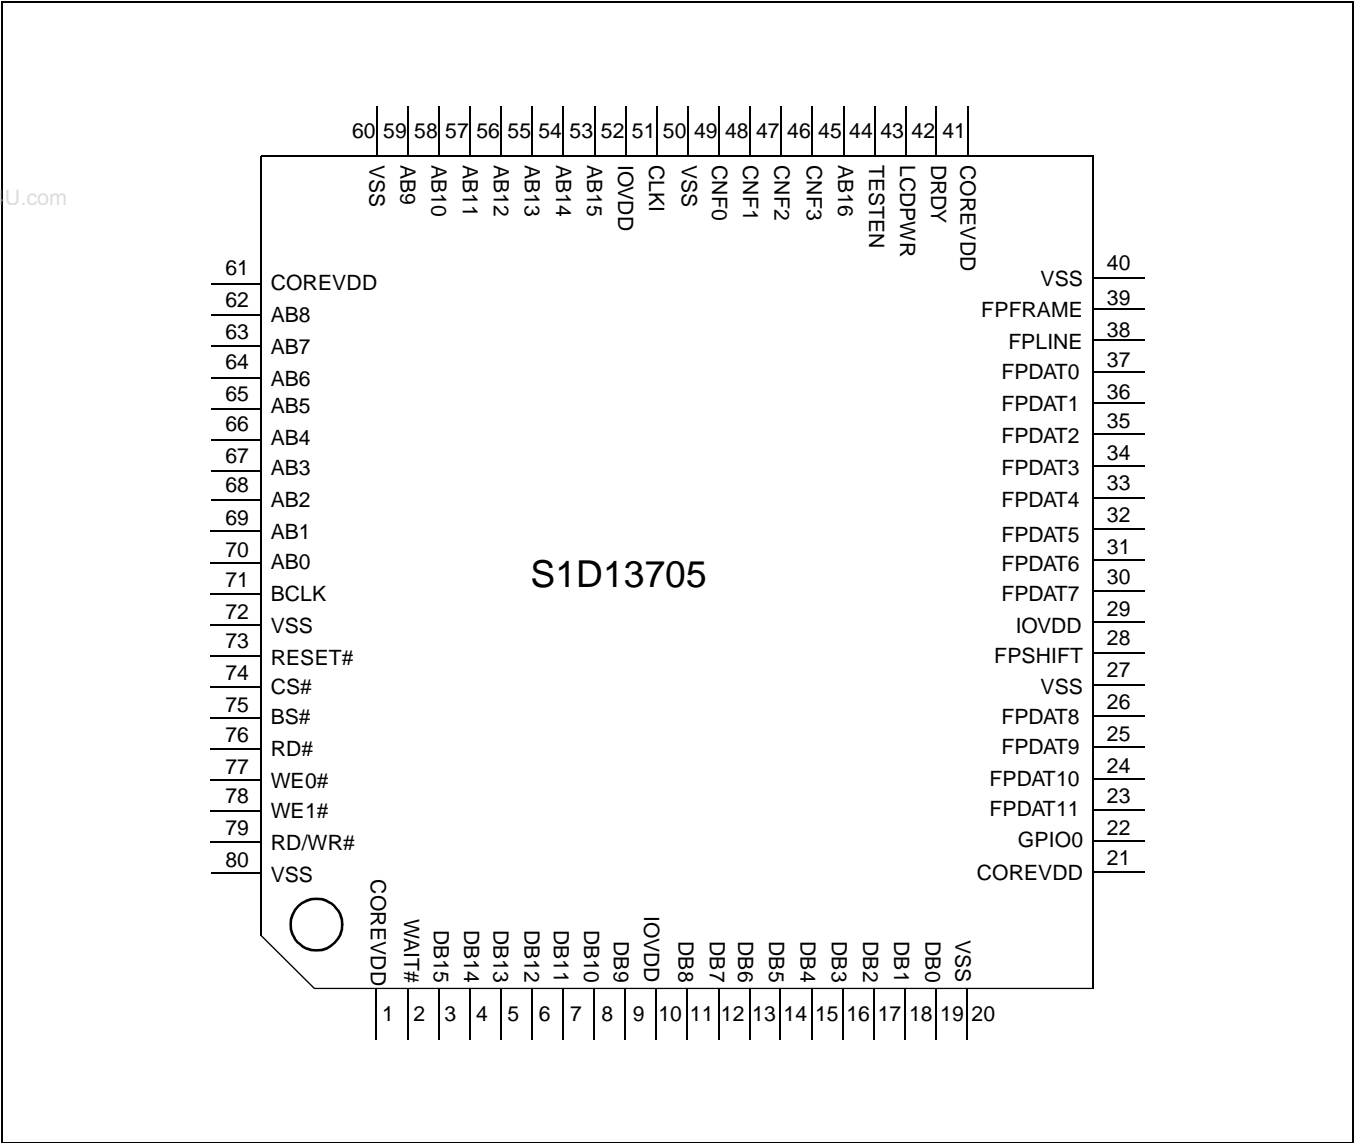 60 59 58 57 56 55 54 53 52 51 50 49 48 47 46 45 44 43 42 41
VSS AB9 AB10 AB11 AB12 AB13 AB14 AB15 IOVDD CLKI VSS CNF0 CNF1 CNF2 CNF3 AB16 TESTEN LCDPWR DRDY COREVDD
U.com
61 COREVDD
62 AB8
63 AB7
64 AB6
65 AB5
66 AB4
67 AB3
68 AB2
69 AB1
70 AB0
71 BCLK
72 VSS
73 RESET#
74 CS#
75 BS#
76 RD#
77 WE0#
78 WE1#
79 RD/WR#
80 VSS
S1D13705
VSS 40
FPFRAME 39
FPLINE 38
FPDAT0 37
FPDAT1 36
FPDAT2 35
FPDAT3 34
FPDAT4 33
FPDAT5 32
FPDAT6 31
FPDAT7 30
IOVDD 29
FPSHIFT 28
VSS 27
FPDAT8 26
FPDAT9 25
FPDAT10 24
FPDAT11 23
GPIO0 22
COREVDD 21
COREVDD WAIT# DB15 DB14 DB13 DB12 DB11 DB10 DB9 IOVDD DB8 DB7 DB6 DB5 DB4 DB3 DB2 DB1 DB0 VSS
1 2 3 4 5 6 7 8 9 10 11 12 13 14 15 16 17 18 19 20